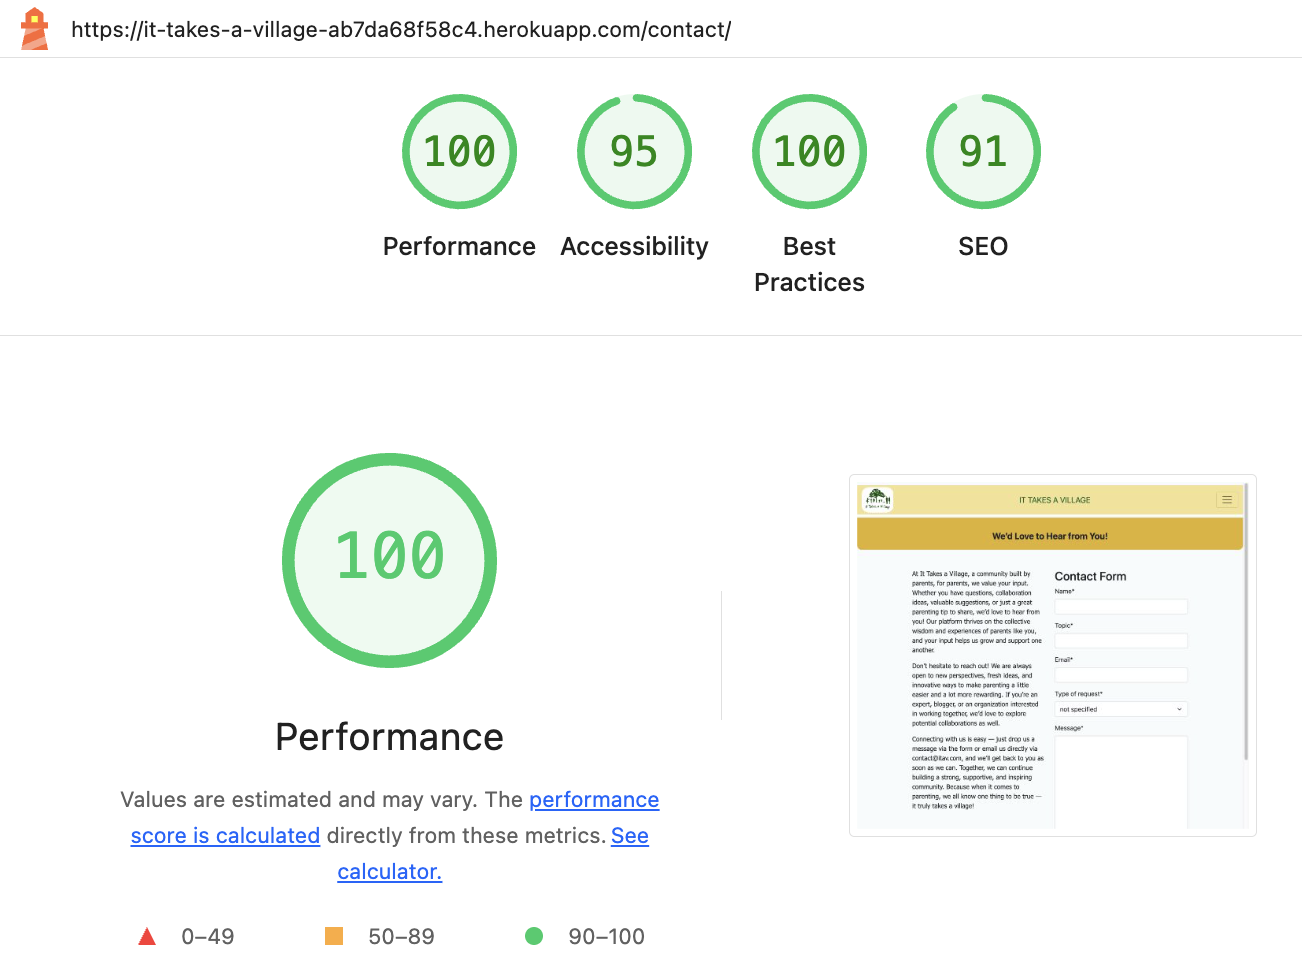 https://it-takes-a-village-ab7da68f58c4.herokuapp.com/contact/
100
95
100
91
Performance
Accessibility
Best
Practices
SEO
100
Performance
Values are estimated and may vary. The performance
score is calculated directly from these metrics. See
calculator.
0–49
50–89
90–100
IT TAKES A VILLAGE
We'd Love to Hear from You!
At It Takes a Village, a community built by
parents, for parents, we value your input.
Whether you have questions, collaboration
ideas, valuable suggestions, or just a great
parenting tip to share, we'd love to hear from
you! Our platform thrives on the collective
wisdom and experiences of parents like you,
and your input helps us grow and support one
another.
Don't hesitate to reach out! We are always
open to new perspectives, fresh ideas, and
innovative ways to make parenting a little
easier and a lot more rewarding. If you're an
expert, blogger, or an organization interested
in working together, we'd love to explore
potential collaborations as well.
Connecting with us is easy — just drop us a
message via the form or email us directly via
contact@itav.com, and we'll get back to you as
soon as we can. Together, we can continue
building a strong, supportive, and inspiring
community. Because when it comes to
parenting, we all know one thing to be true —
it truly takes a village!
Contact Form
Name*
Topic*
Email*
Type of request*
not specified
Message*